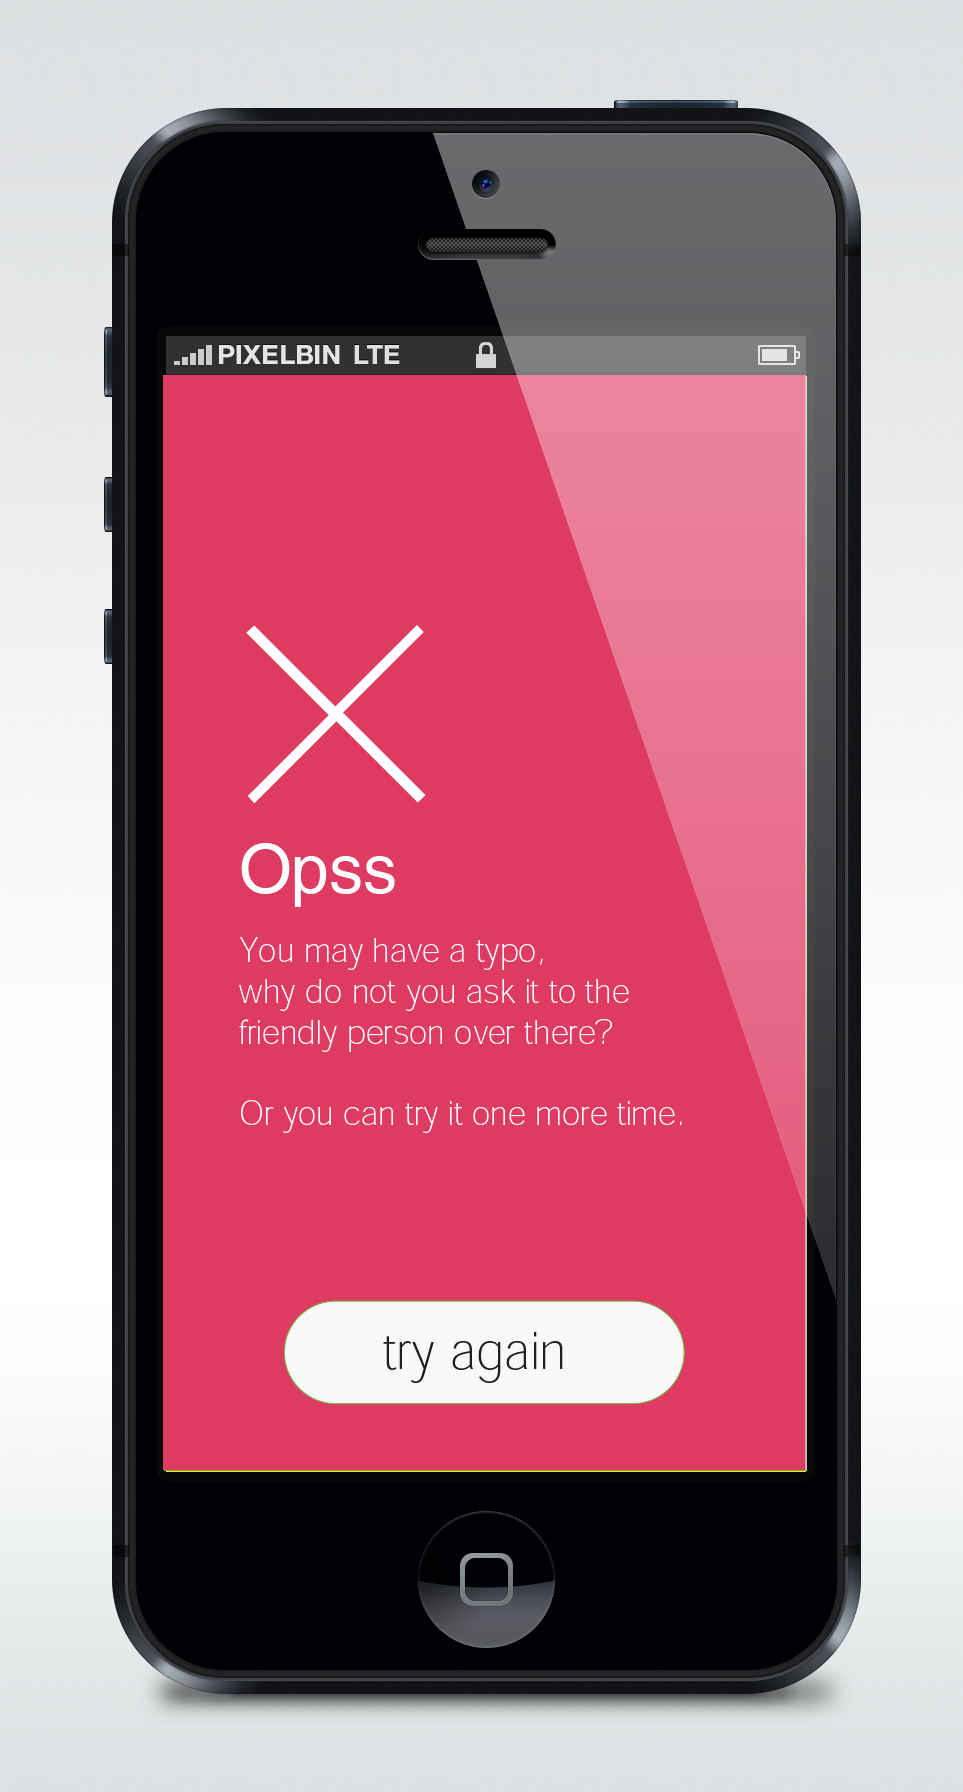 PIXELBIN LTE
Opss
You may have a typo,
why do not you ask it to the
friendly person over there?
Or you can try it one more time.
try again